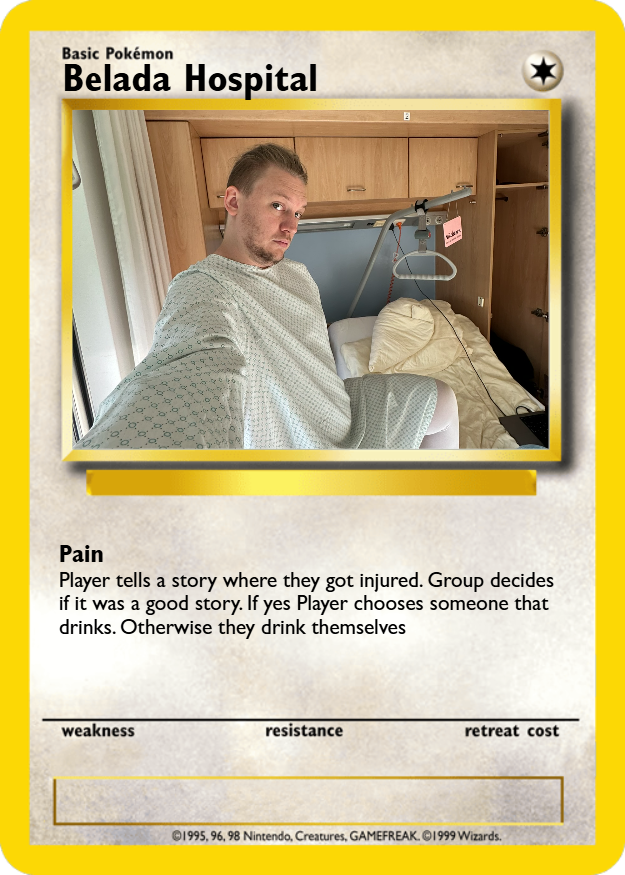 Basic Pokémon
Belada Hospital
Pain
Player tells a story where they got injured. Group decides
if it was a good story. If yes Player chooses someone that
drinks. Otherwise they drink themselves
weakness resistance retreat cost
©1995, 96, 98 Nintendo, Creatures, GAMEFREAK. ©1999 Wizards.